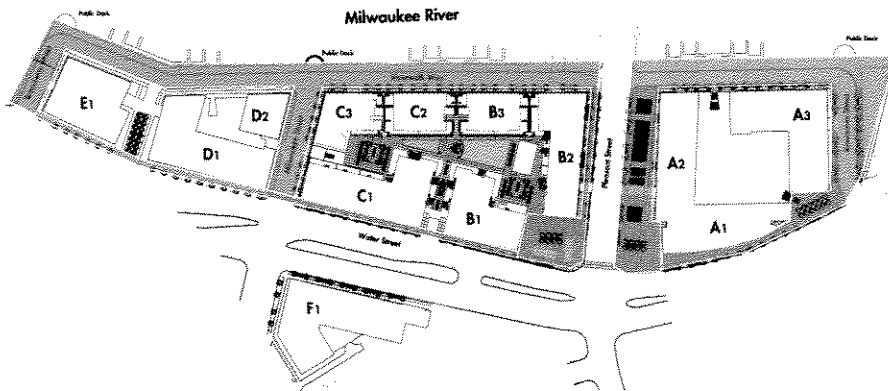 Milwaukee River
Public Dock
Public Dock
Public Dock
E1
D2
D1
C3
C2
B3
B2
C1
B1
A3
A2
A1
Pleasant Street
Water Street
F1